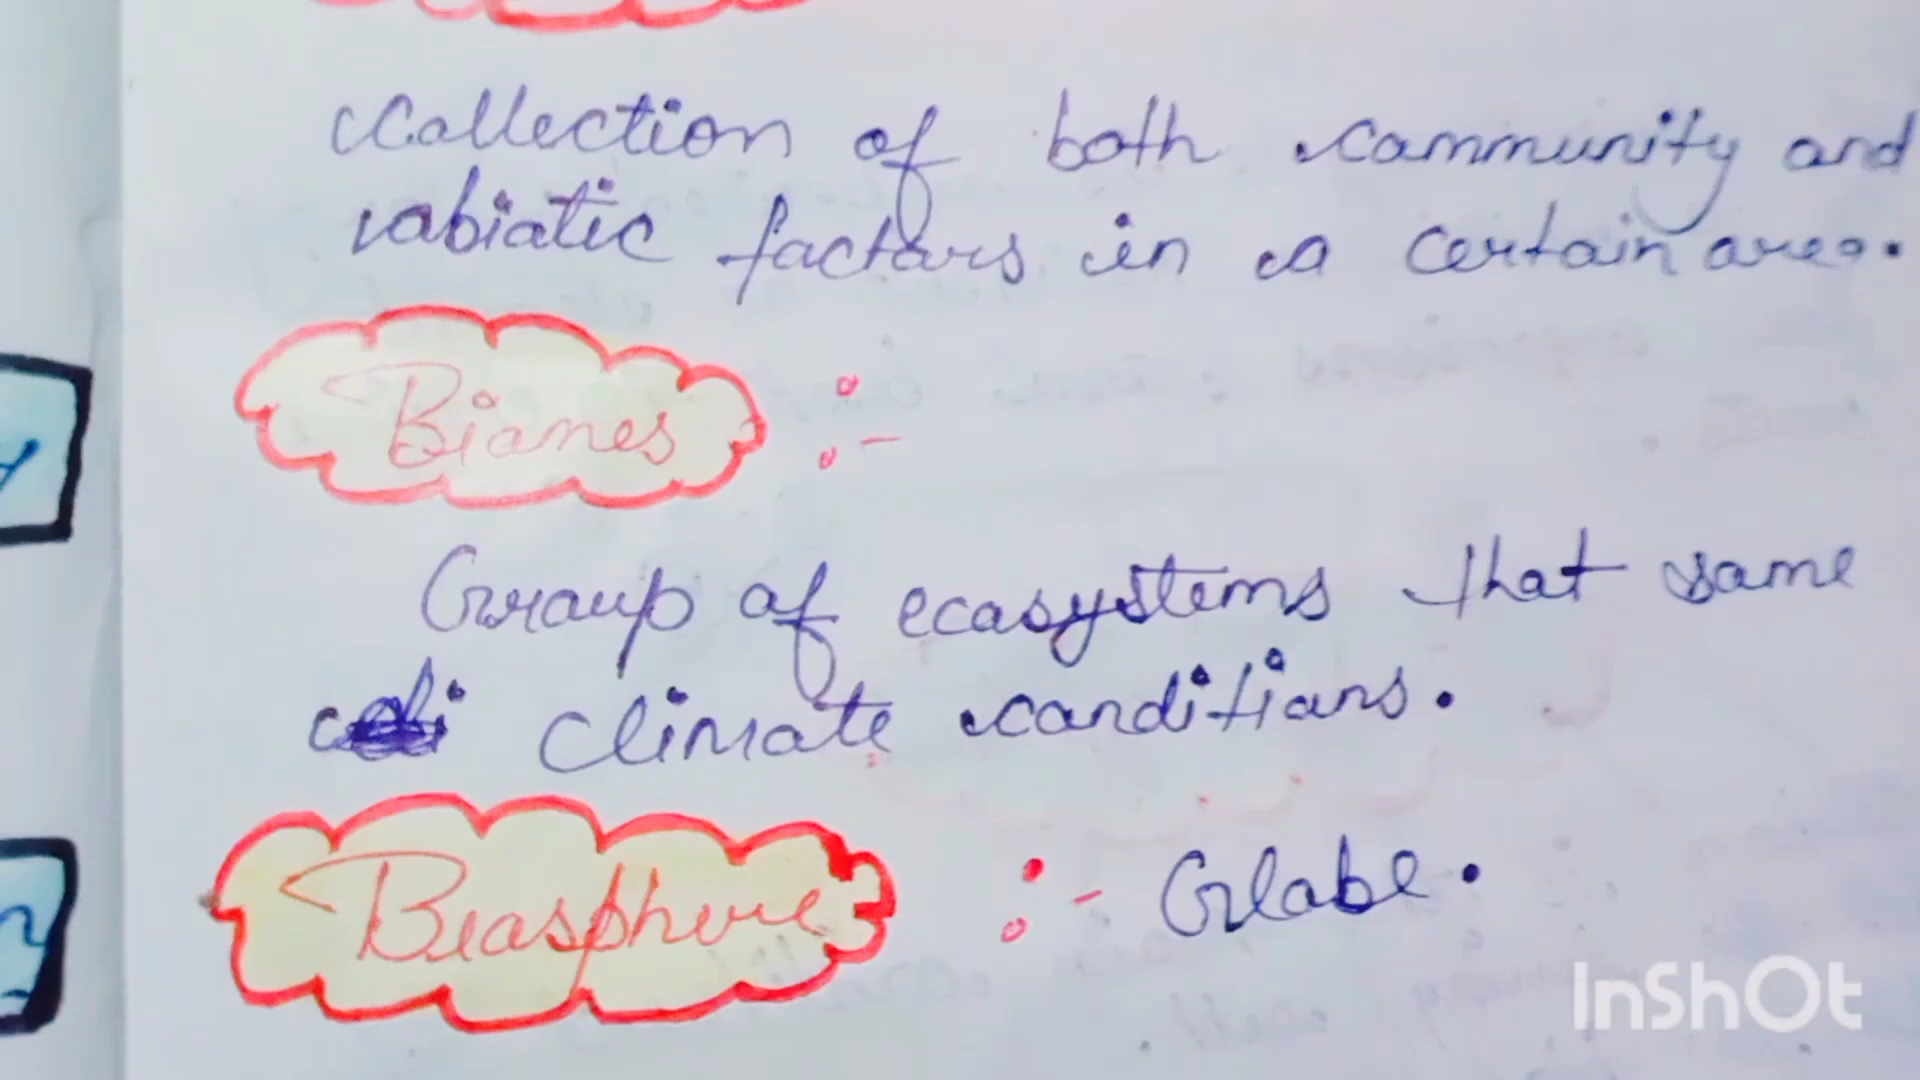 Collection of both community and
abiotic factors in a certain area.
Biomes :-
Group of ecosystems that same
climate conditions.
Biosphere :- Globe.
InShOt